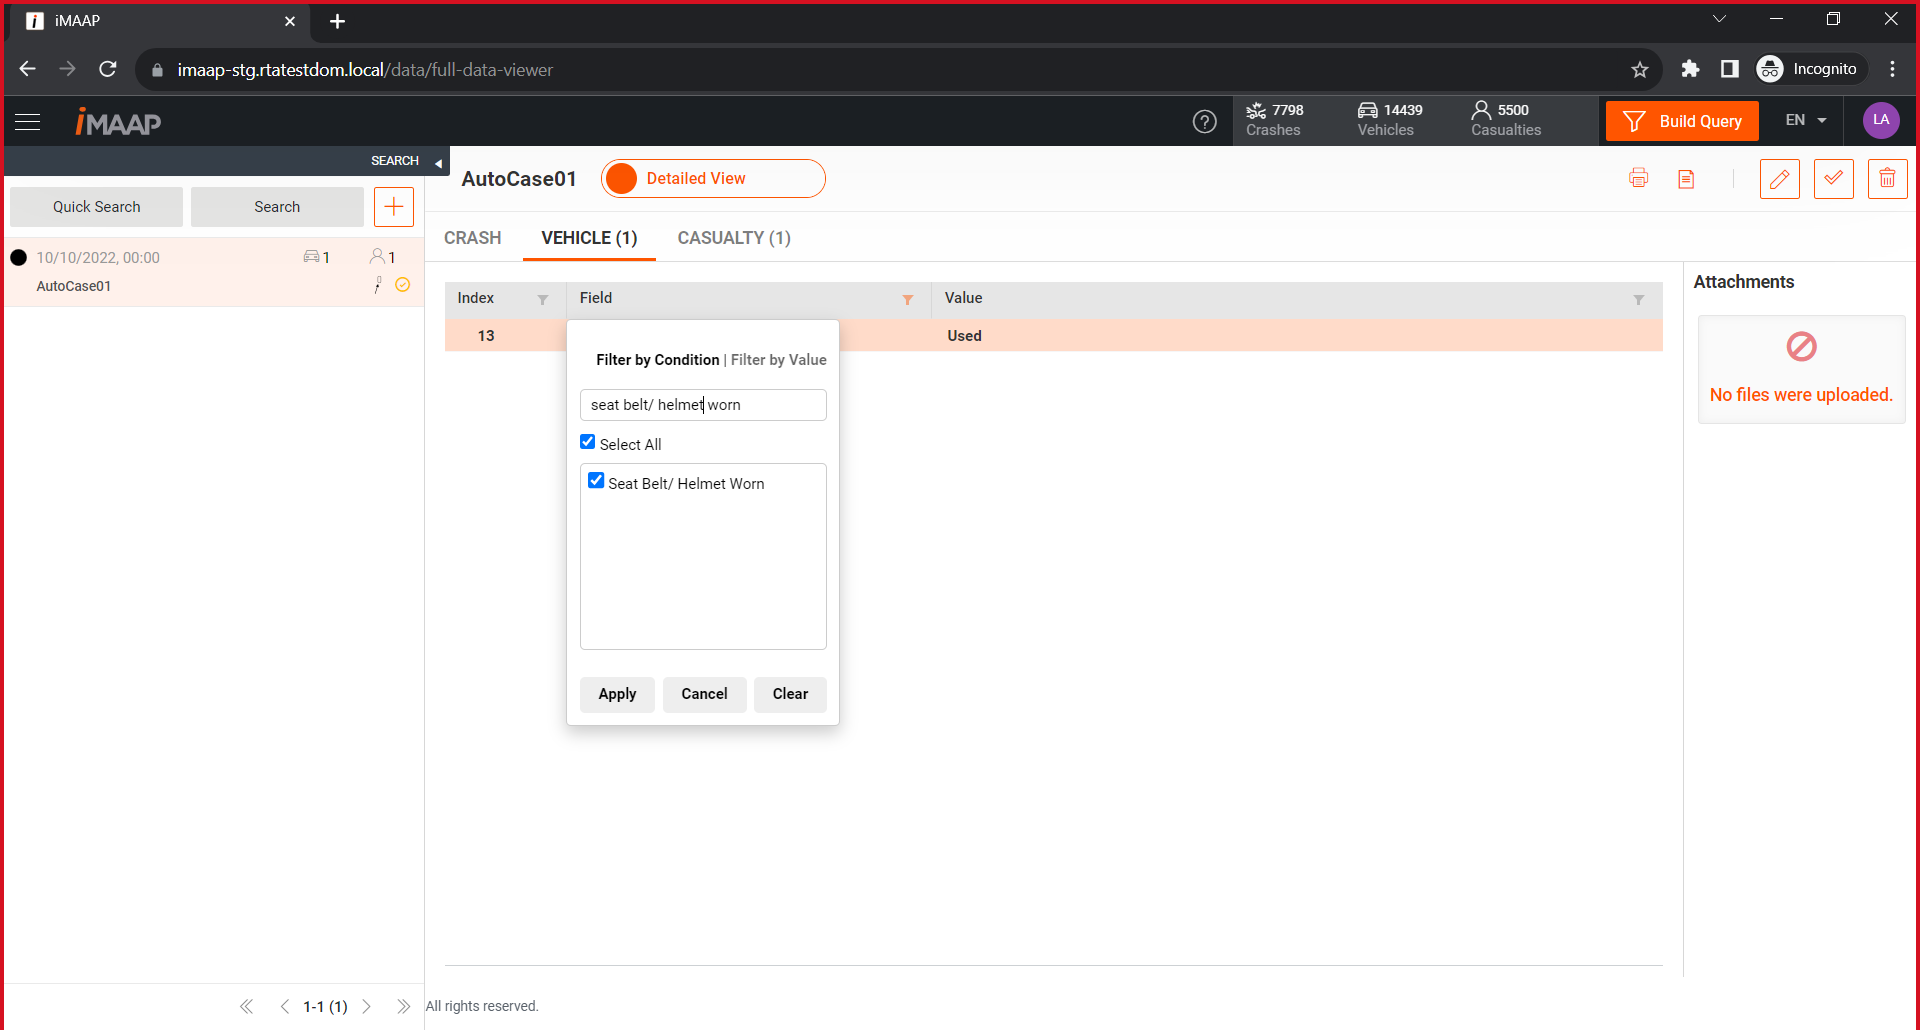 iMAAP
imaap-stg.rtatestdom.local/data/full-data-viewer
Incognito
iMAAP
7798
Crashes
14439
Vehicles
5500
Casualties
Build Query
EN
LA
SEARCH
Quick Search
Search
10/10/2022, 00:00
1
1
AutoCase01
AutoCase01
Detailed View
CRASH
VEHICLE (1)
CASUALTY (1)
Index
Field
Value
13
Used
Filter by Condition | Filter by Value
seat belt/ helmet worn
Select All
Seat Belt/ Helmet Worn
Apply
Cancel
Clear
Attachments
No files were uploaded.
1-1 (1)
All rights reserved.